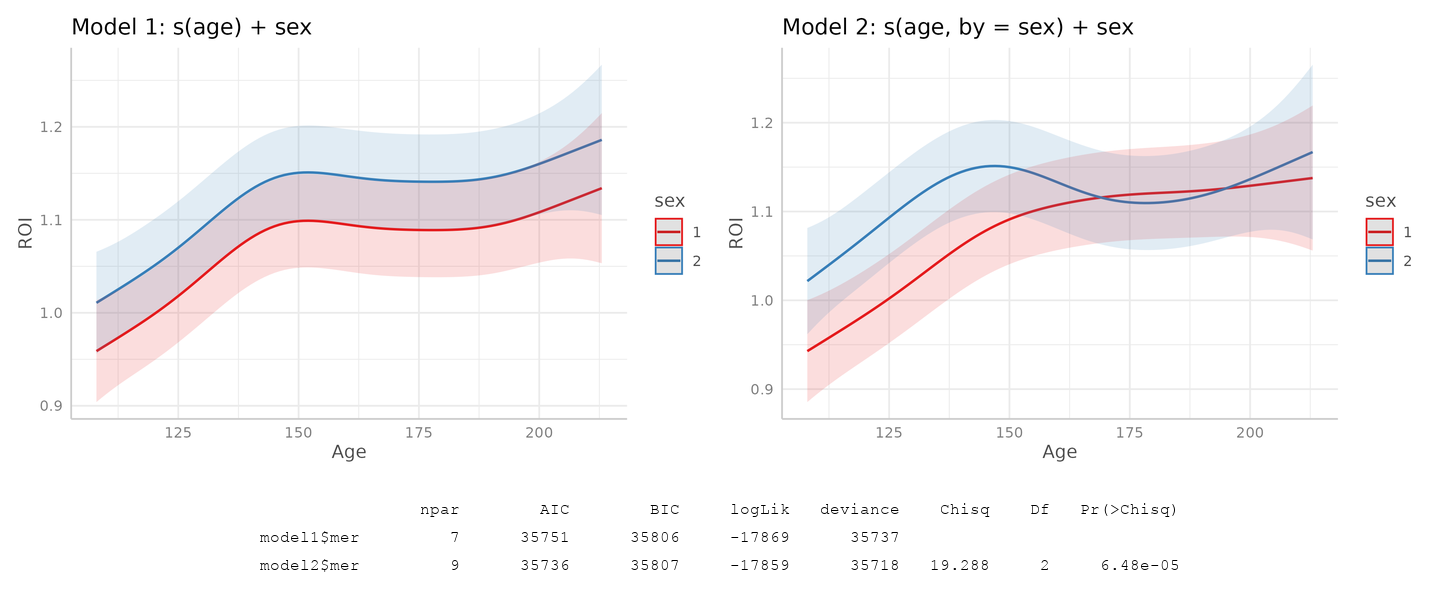 Model 1: s(age) + sex
1.2
1.1
1.0
0.9
ROI
125 150 175 200
Age
sex
1
2
Model 2: s(age, by = sex) + sex
1.2
1.1
1.0
0.9
ROI
125 150 175 200
Age
sex
1
2
npar AIC BIC logLik deviance Chisq Df Pr(>Chisq)
model1$mer 7 35751 35806 -17869 35737
model2$mer 9 35736 35807 -17859 35718 19.288 2 6.48e-05